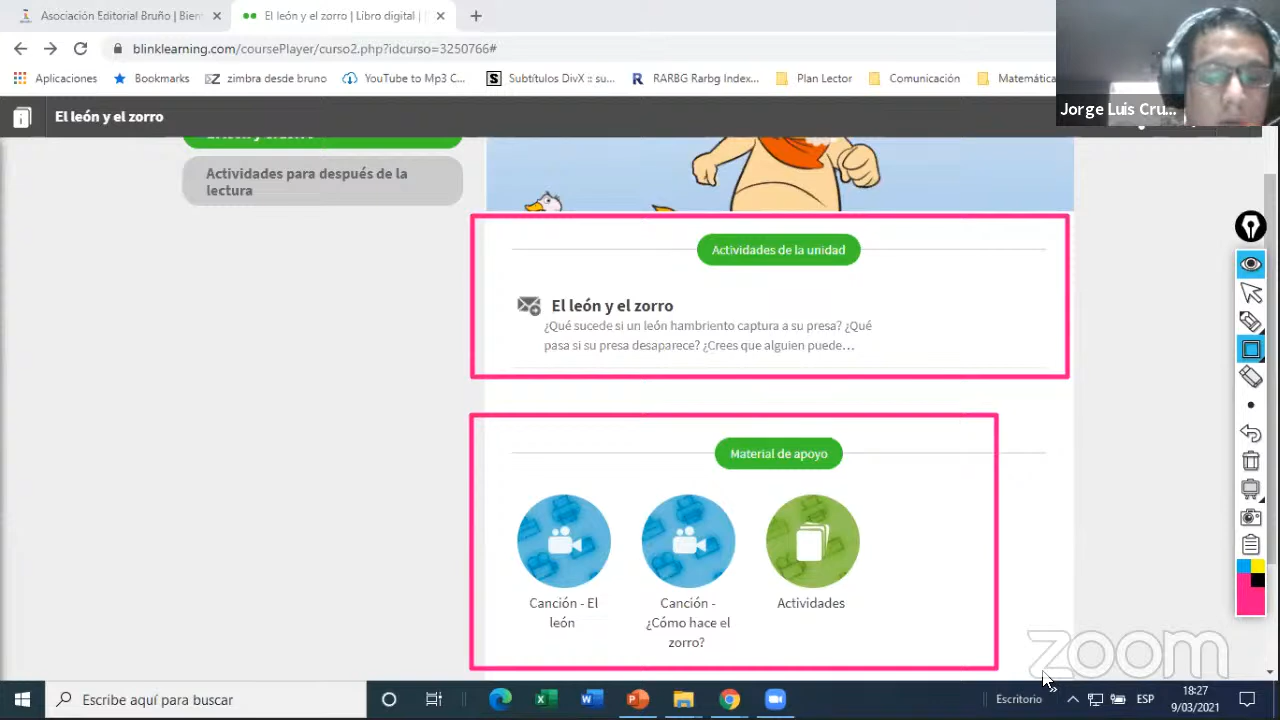 Asociación Editorial Bruño | Bien
El león y el zorro | Libro digital |
blinklearning.com/coursePlayer/curso2.php?idcurso=3250766#
Aplicaciones
Bookmarks
zimbra desde bruno
YouTube to Mp3 C...
Subtítulos DivX :: su...
RARBG Rarbg Index...
Plan Lector
Comunicación
Matemática
Jorge Luis Cru...
El león y el zorro
Actividades para después de la
lectura
Actividades de la unidad
El león y el zorro
¿Qué sucede si un león hambriento captura a su presa? ¿Qué
pasa si su presa desaparece? ¿Crees que alguien puede...
Material de apoyo
Canción - El
león
Canción -
¿Cómo hace el
zorro?
Actividades
zoom
Escribe aquí para buscar
Escritorio
ESP
18:27
9/03/2021